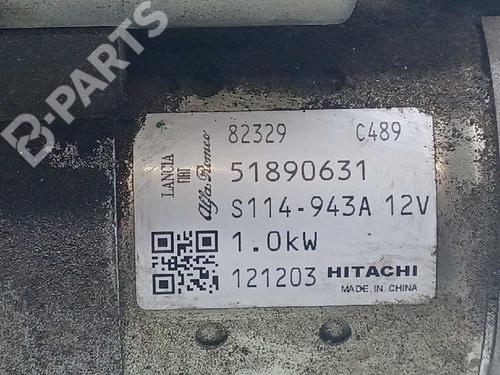 B-PARTS
LANCIA
FIAT
Alfa Romeo
82329 C489
51890631
S114-943A 12V
1.0kW
121203 HITACHI
MADE IN CHINA